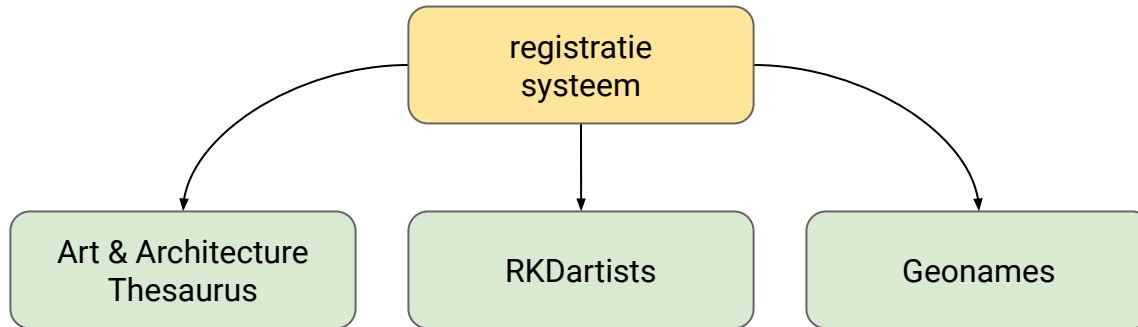 registratie
systeem
Art & Architecture
Thesaurus
RKDartists
Geonames